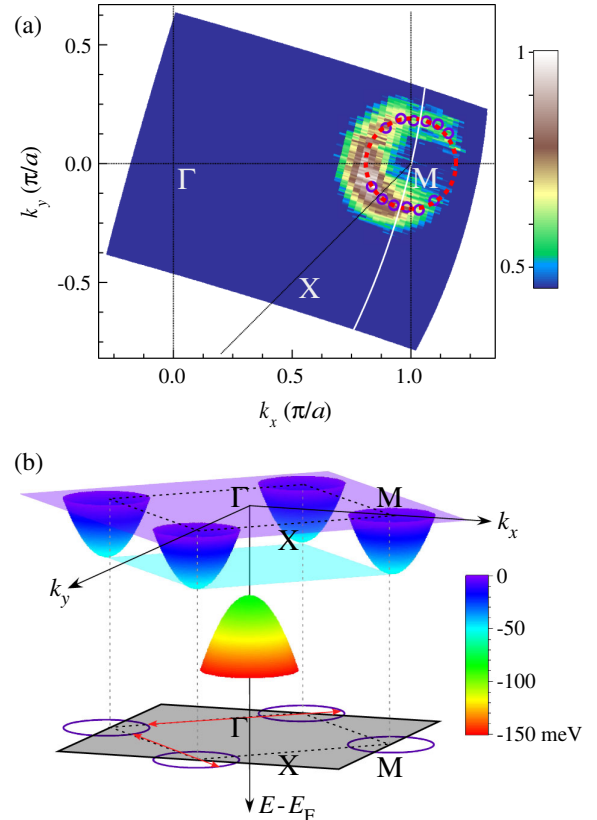 (a)
1
0.5
0.5
0.0
-0.5
k_y (π/a)
Γ
M
X
0.0
0.5
1.0
k_x (π/a)
(b)
Γ
M
X
k_x
k_y
0
-50
-100
-150 meV
Γ
X
M
E - E_F